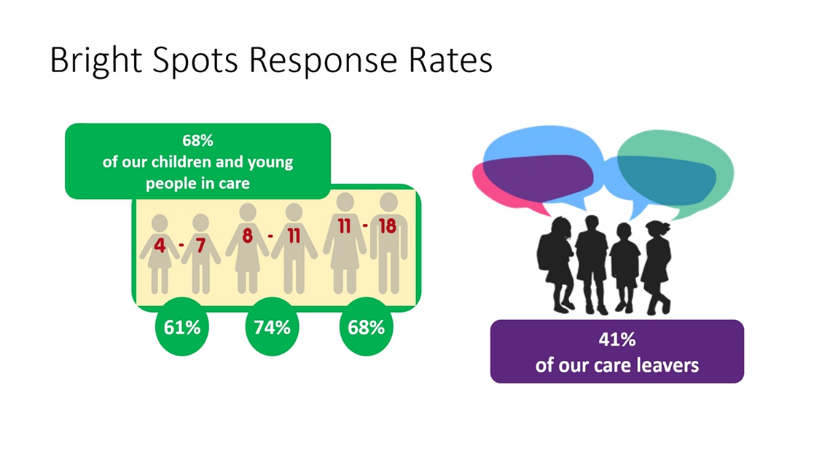 Bright Spots Response Rates
68%
of our children and young
people in care
4 - 7
8 - 11
11 - 18
61%
74%
68%
41%
of our care leavers